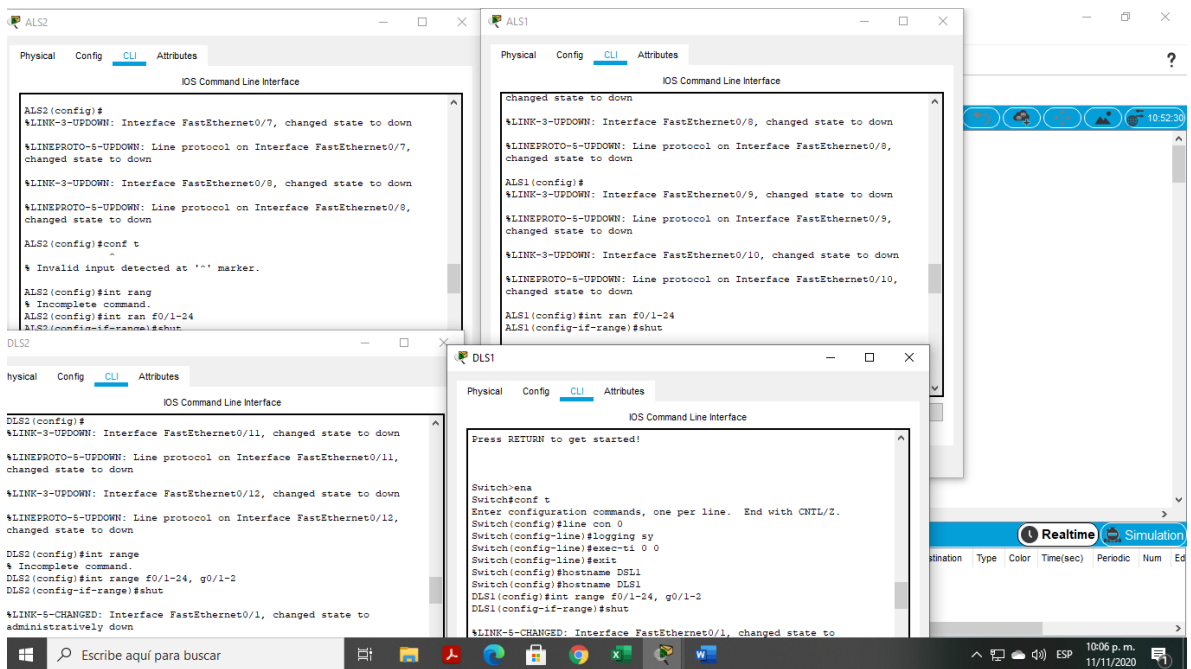 ALS2
Physical Config CLI Attributes
IOS Command Line Interface
ALS2(config)#
%LINK-3-UPDOWN: Interface FastEthernet0/7, changed state to down
%LINEPROTO-5-UPDOWN: Line protocol on Interface FastEthernet0/7,
changed state to down
%LINK-3-UPDOWN: Interface FastEthernet0/8, changed state to down
%LINEPROTO-5-UPDOWN: Line protocol on Interface FastEthernet0/8,
changed state to down
ALS2(config)#conf t
^
% Invalid input detected at '^' marker.
ALS2(config)#int rang
% Incomplete command.
ALS2(config)#int ran f0/1-24
ALS2(config-if-range)#shut
ALS1
Physical Config CLI Attributes
IOS Command Line Interface
changed state to down
%LINK-3-UPDOWN: Interface FastEthernet0/8, changed state to down
%LINEPROTO-5-UPDOWN: Line protocol on Interface FastEthernet0/8,
changed state to down
ALS1(config)#
%LINK-3-UPDOWN: Interface FastEthernet0/9, changed state to down
%LINEPROTO-5-UPDOWN: Line protocol on Interface FastEthernet0/9,
changed state to down
%LINK-3-UPDOWN: Interface FastEthernet0/10, changed state to down
%LINEPROTO-5-UPDOWN: Line protocol on Interface FastEthernet0/10,
changed state to down
ALS1(config)#int ran f0/1-24
ALS1(config-if-range)#shut
?
10:52:30
DLS2
hysical Config CLI Attributes
IOS Command Line Interface
DLS2(config)#
%LINK-3-UPDOWN: Interface FastEthernet0/11, changed state to down
%LINEPROTO-5-UPDOWN: Line protocol on Interface FastEthernet0/11,
changed state to down
%LINK-3-UPDOWN: Interface FastEthernet0/12, changed state to down
%LINEPROTO-5-UPDOWN: Line protocol on Interface FastEthernet0/12,
changed state to down
DLS2(config)#int range
% Incomplete command.
DLS2(config)#int range f0/1-24, g0/1-2
DLS2(config-if-range)#shut
%LINK-5-CHANGED: Interface FastEthernet0/1, changed state to
administratively down
DLS1
Physical Config CLI Attributes
IOS Command Line Interface
Press RETURN to get started!
Switch>ena
Switch#conf t
Enter configuration commands, one per line. End with CNTL/Z.
Switch(config)#line con 0
Switch(config-line)#logging sy
Switch(config-line)#exec-ti 0 0
Switch(config-line)#exit
Switch(config)#hostname DSL1
Switch(config)#hostname DLS1
DLS1(config)#int range f0/1-24, g0/1-2
DLS1(config-if-range)#shut
%LINK-5-CHANGED: Interface FastEthernet0/1, changed state to
Realtime Simulation
stination Type Color Time(sec) Periodic Num Ed
Escribe aquí para buscar
ESP
10:06 p. m.
11/11/2020
1